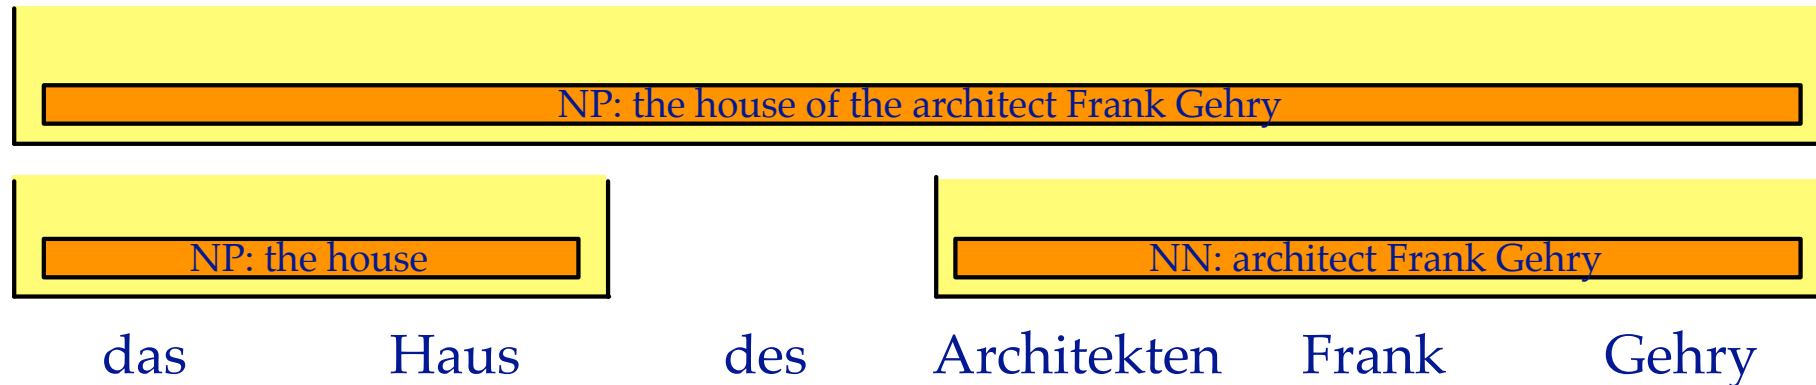 NP: the house of the architect Frank Gehry
NP: the house NN: architect Frank Gehry
das Haus des Architekten Frank Gehry